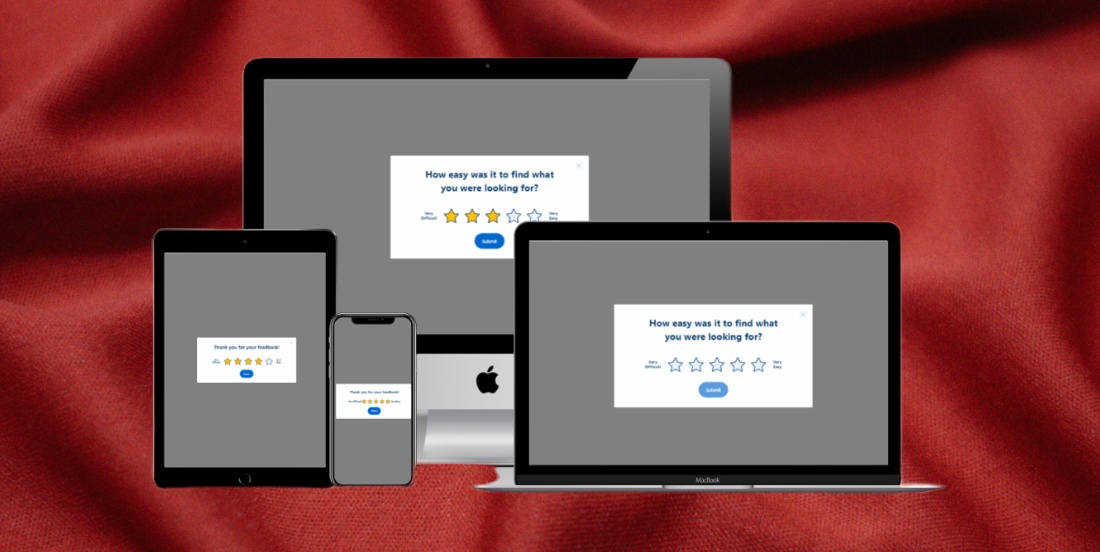 How easy was it to find what
you were looking for?
Very
Difficult
Very
Easy
Submit
Thank you for your feedback!
Thank you for your feedback!
How easy was it to find what
you were looking for?
Very
Difficult
Very
Easy
Submit
MacBook